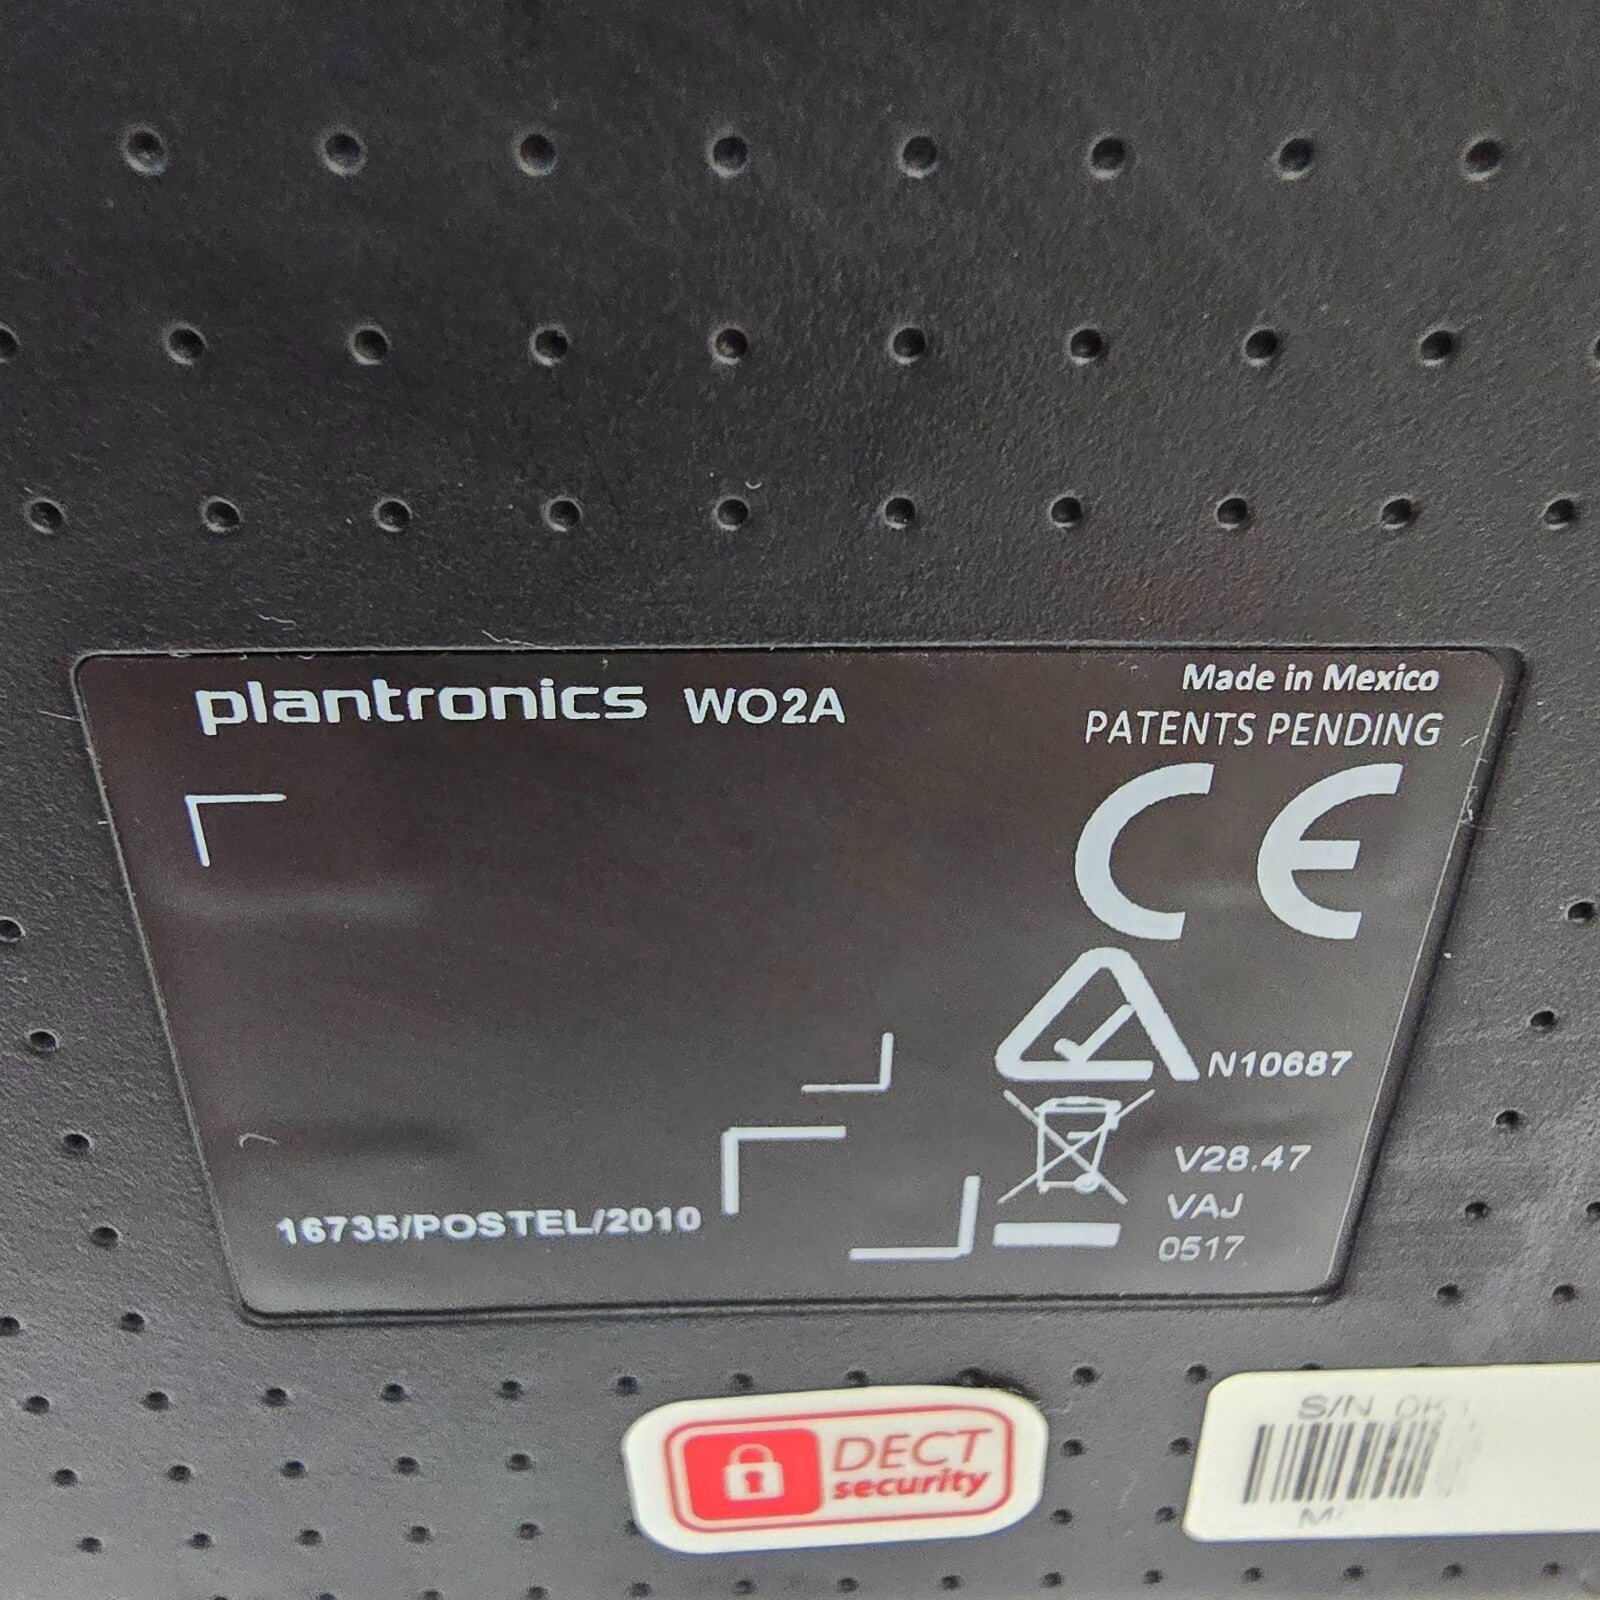 plantronics WO2A
Made in Mexico
PATENTS PENDING
CE
N10687
V28.47
VAJ
0517
16735/POSTEL/2010
DECT
security
S/N